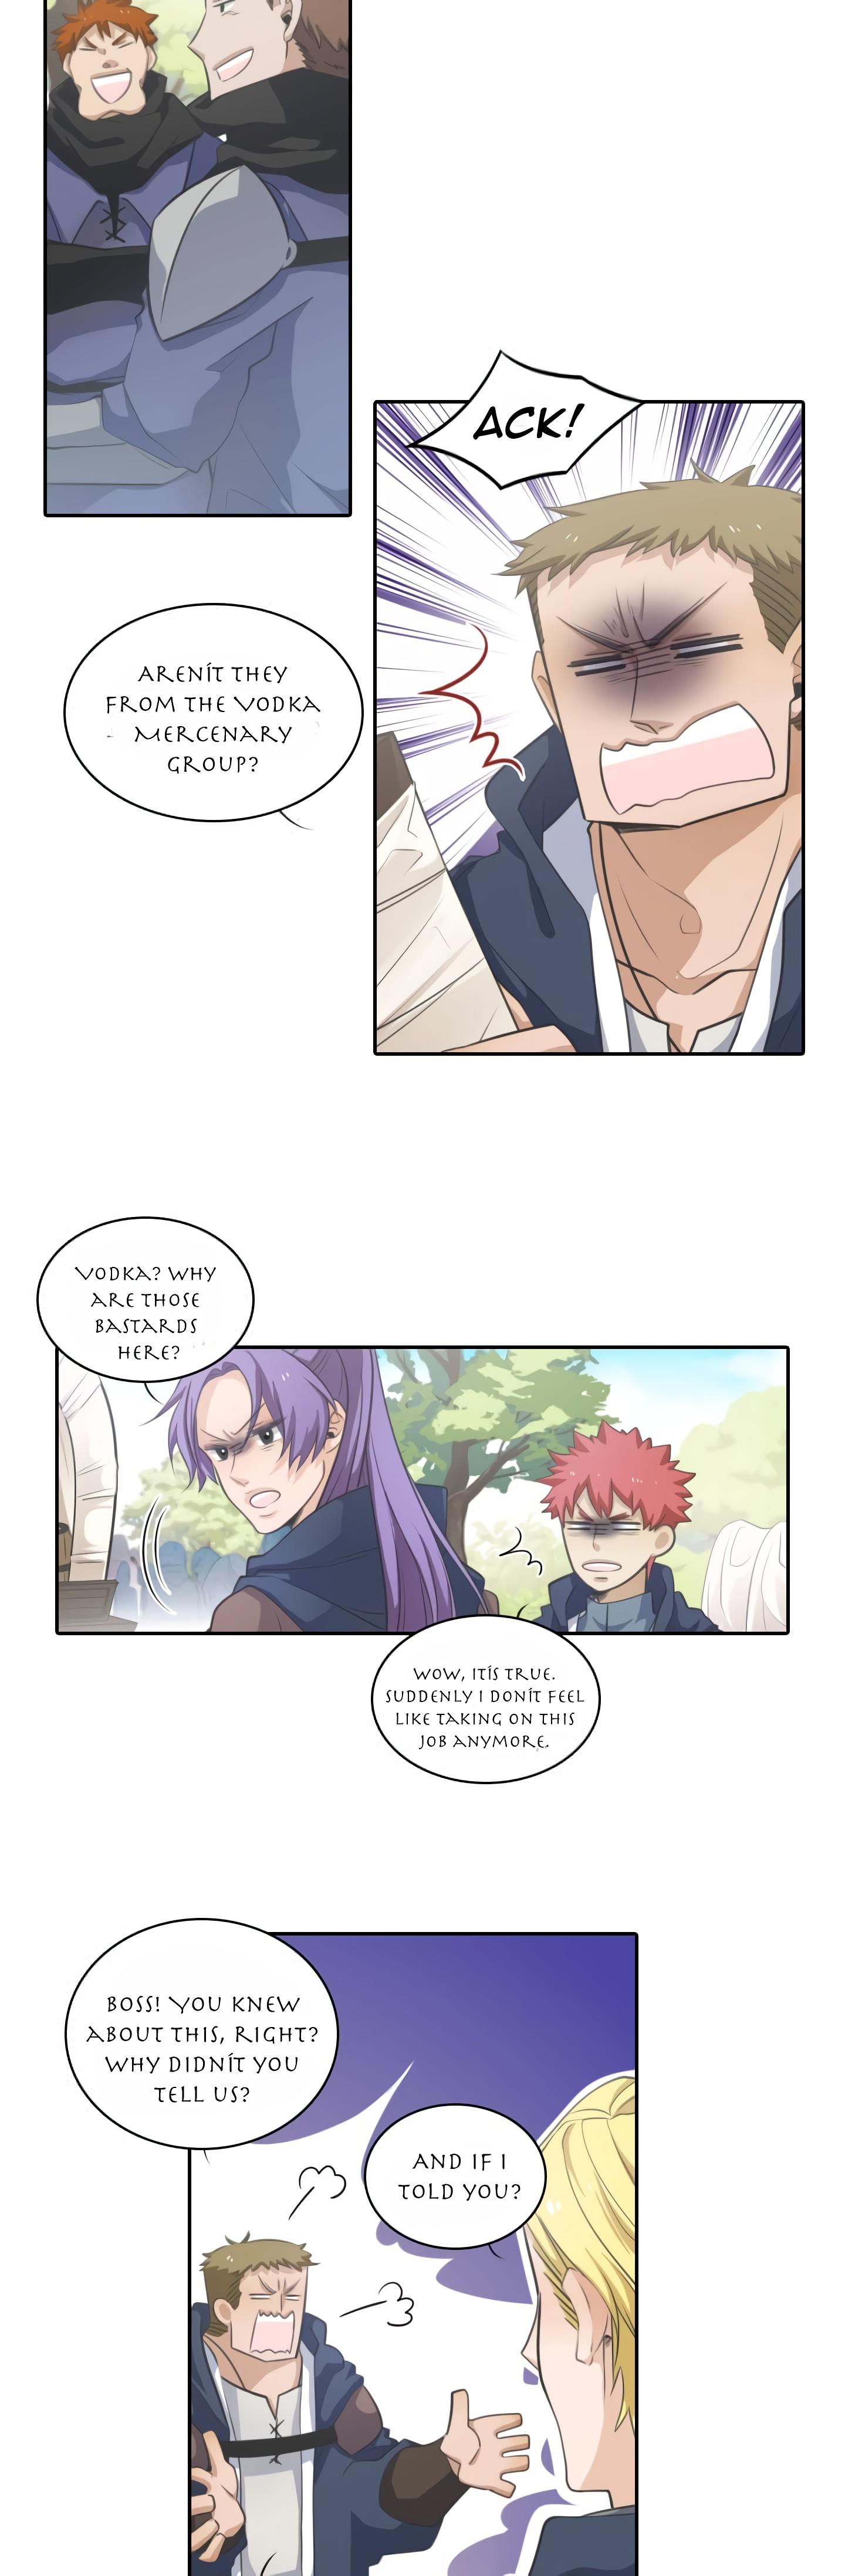 ACK!
ARENÍT THEY
FROM THE VODKA
MERCENARY
GROUP?
VODKA? WHY
ARE THOSE
BASTARDS
HERE?
WOW, ITÍS TRUE.
SUDDENLY I DONÍT FEEL
LIKE TAKING ON THIS
JOB ANYMORE.
BOSS! YOU KNEW
ABOUT THIS, RIGHT?
WHY DIDNÍT YOU
TELL US?
AND IF I
TOLD YOU?